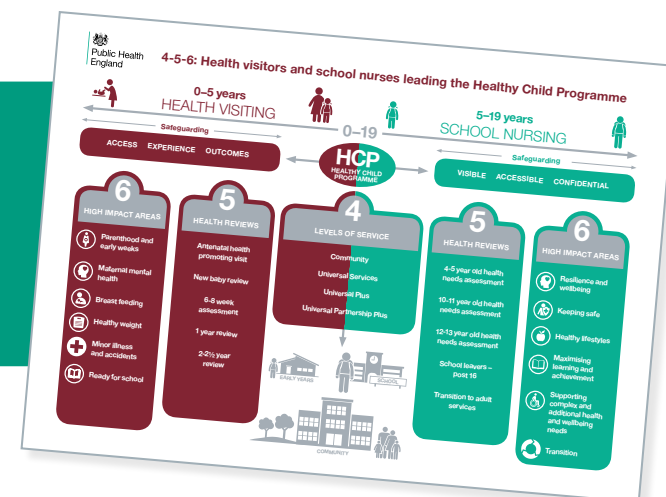 Public Health
England
4-5-6: Health visitors and school nurses leading the Healthy Child Programme
0–5 years
HEALTH VISITING
Safeguarding
ACCESS EXPERIENCE OUTCOMES
0–19
HCP
HEALTHY CHILD
PROGRAMME
5–19 years
SCHOOL NURSING
Safeguarding
VISIBLE ACCESSIBLE CONFIDENTIAL
6
HIGH IMPACT AREAS
Parenthood and
early weeks
Maternal mental
health
Breast feeding
Healthy weight
Minor illness
and accidents
Ready for school
5
HEALTH REVIEWS
Antenatal health
promoting visit
New baby review
6-8 week
assessment
1 year review
2-2½ year
review
4
LEVELS OF SERVICE
Community
Universal Services
Universal Plus
Universal Partnership Plus
EARLY YEARS
SCHOOL
COMMUNITY
5
HEALTH REVIEWS
4-5 year old health
needs assessment
10-11 year old health
needs assessment
12-13 year old health
needs assessment
School leavers –
post 16
Transition to adult
services
6
HIGH IMPACT AREAS
Resilience and
wellbeing
Keeping safe
Healthy lifestyles
Maximising
learning and
achievement
Supporting
complex and
additional health
and wellbeing
needs
Transition